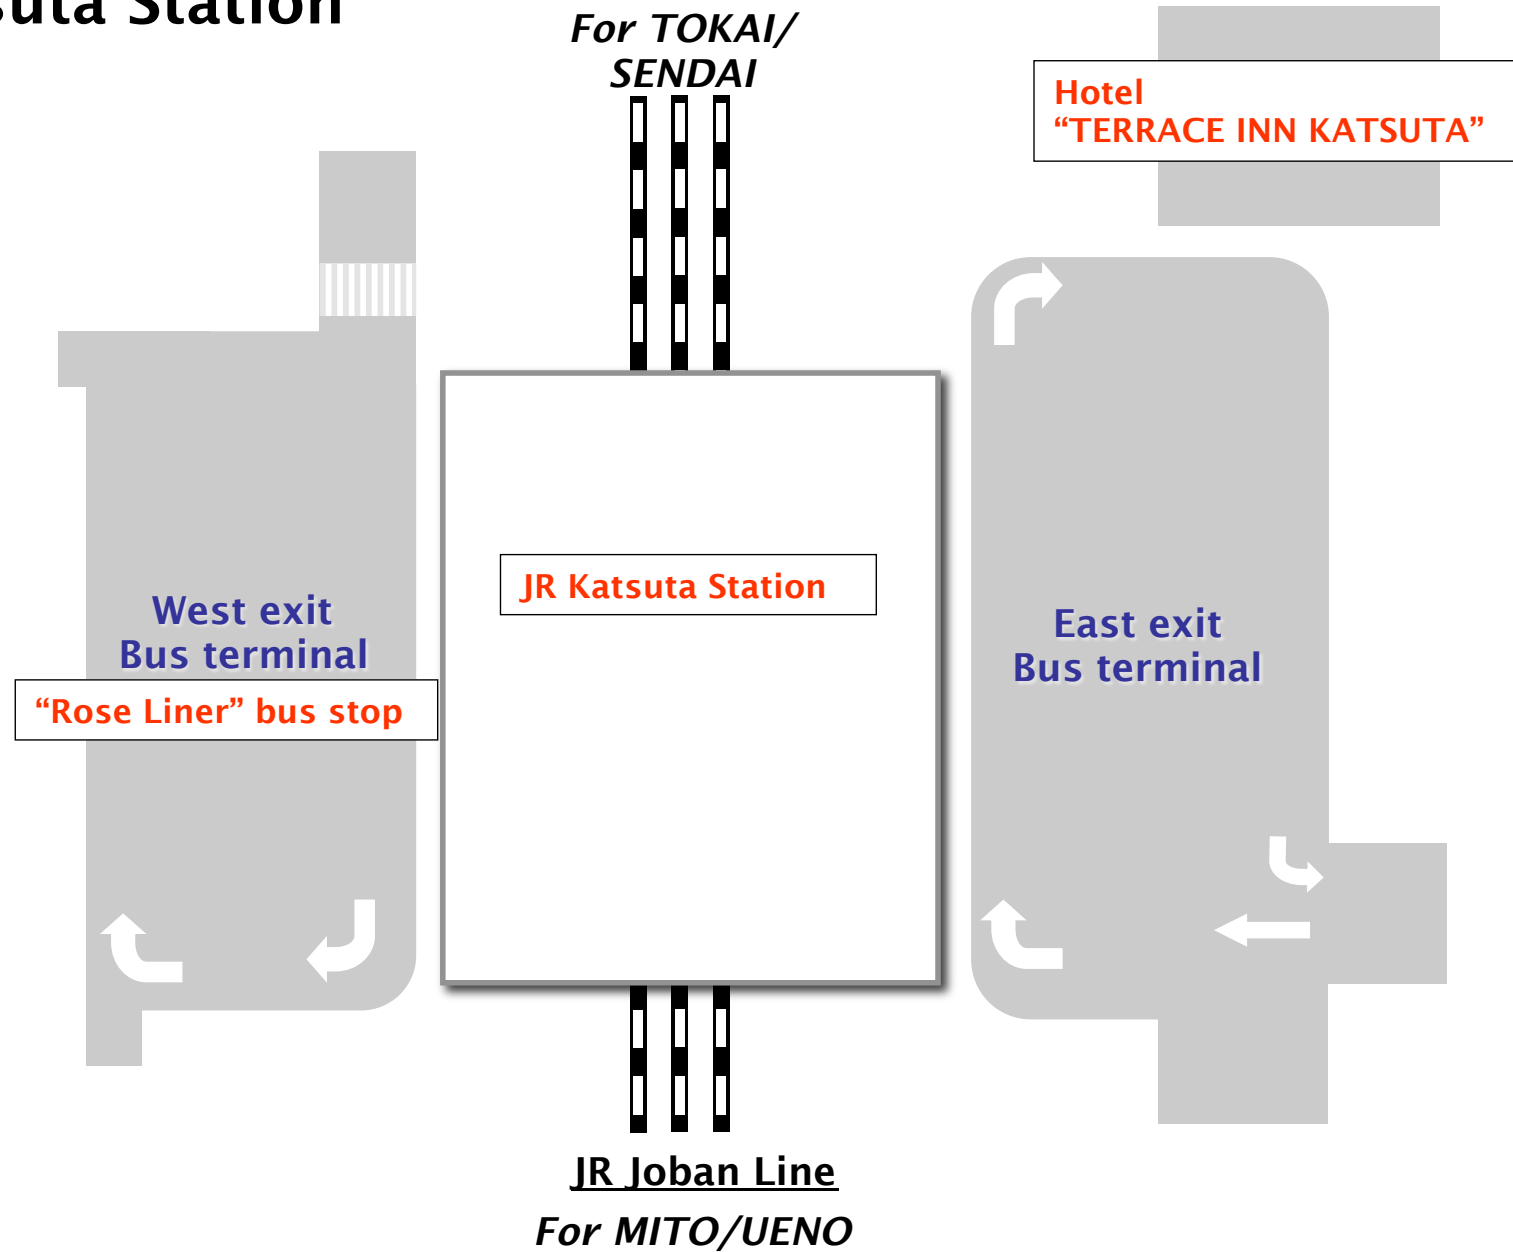 Station
For TOKAI/
SENDAI
Hotel
“TERRACE INN KATSUTA”
JR Katsuta Station
West exit
Bus terminal
“Rose Liner” bus stop
East exit
Bus terminal
JR Joban Line
For MITO/UENO